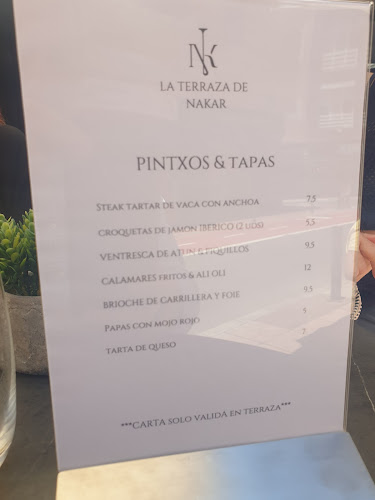 NK
LA TERRAZA DE
NAKAR
PINTXOS & TAPAS
STEAK TARTAR DE VACA CON ANCHOA 7,5
CROQUETAS DE JAMON IBERICO (2 UDS) 5,5
VENTRESCA DE ATUN & PIQUILLOS 9,5
CALAMARES FRITOS & ALI OLI 12
BRIOCHE DE CARRILLERA Y FOIE 9,5
PAPAS CON MOJO ROJO 5
TARTA DE QUESO 7
***CARTA SOLO VALIDA EN TERRAZA***